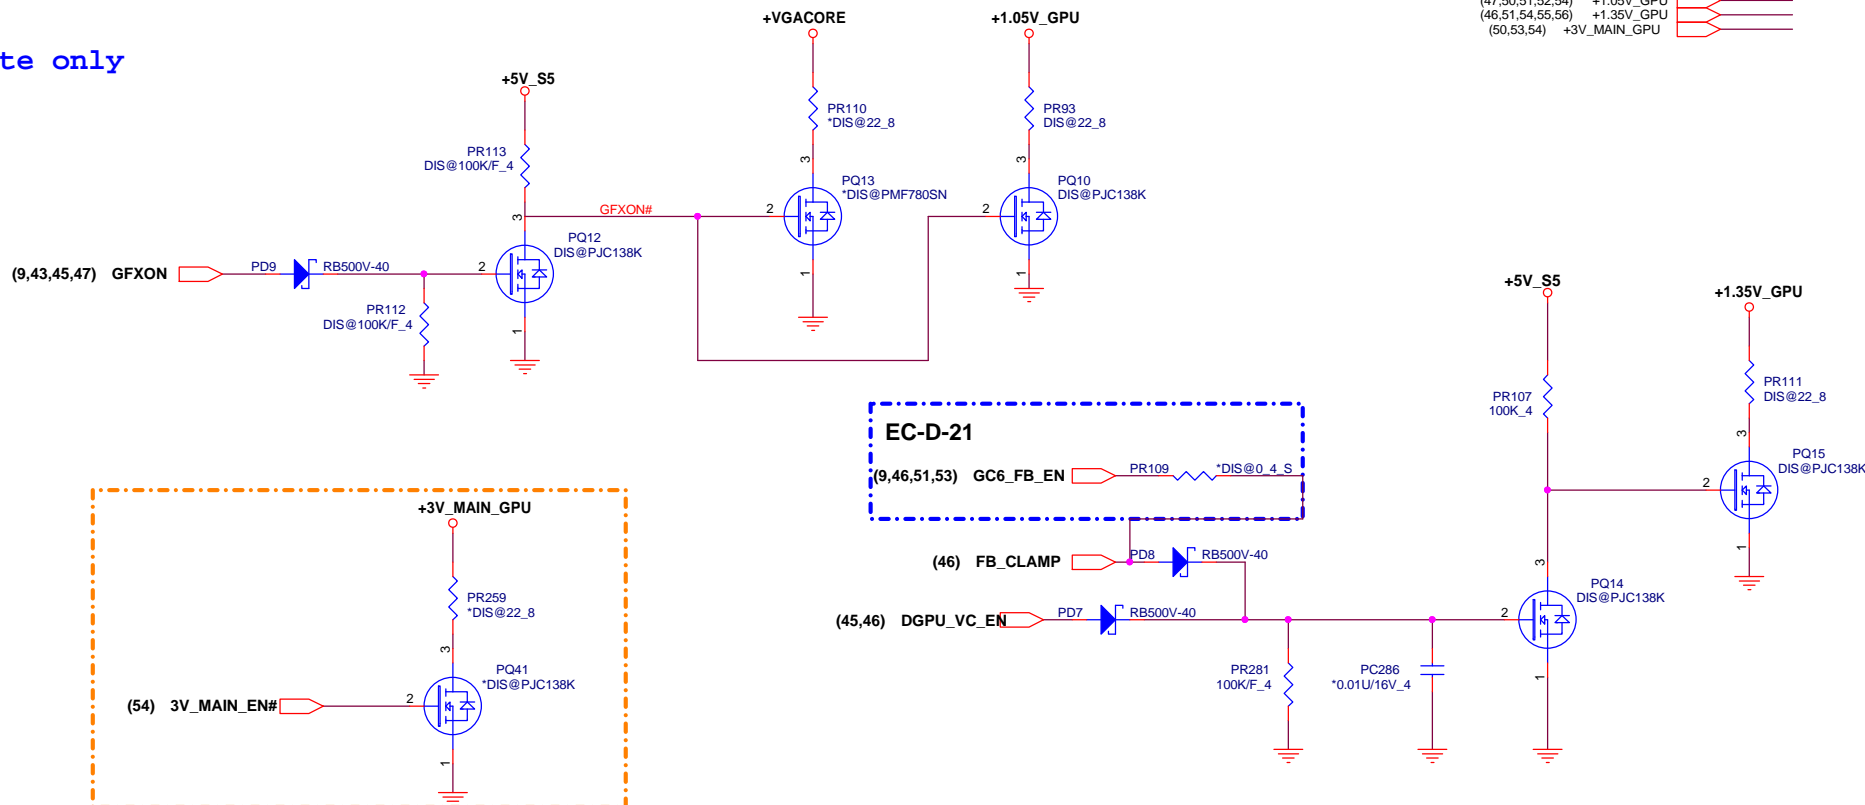 te only
+VGACORE
+1.05V_GPU
(47,50,51,52,54) +1.05V_GPU
(46,51,54,55,56) +1.35V_GPU
(50,53,54) +3V_MAIN_GPU
+5V_S5
PR110
*DIS@22_8
PR93
DIS@22_8
PR113
DIS@100K/F_4
3
3
PQ13
*DIS@PMF780SN
PQ10
DIS@PJC138K
3
GFXON#
2
2
PQ12
DIS@PJC138K
(9,43,45,47) GFXON
PD9
RB500V-40
2
1
1
PR112
DIS@100K/F_4
1
+5V_S5
+1.35V_GPU
PR107
100K_4
PR111
DIS@22_8
EC-D-21
3
PQ15
DIS@PJC138K
(9,46,51,53) GC6_FB_EN
PR109
*DIS@0_4_S
2
+3V_MAIN_GPU
1
(46) FB_CLAMP
PD8
RB500V-40
3
PQ14
DIS@PJC138K
PR259
*DIS@22_8
(45,46) DGPU_VC_EN
PD7
RB500V-40
2
3
PQ41
*DIS@PJC138K
PR281
100K/F_4
PC286
*0.01U/16V_4
1
(54) 3V_MAIN_EN#
2
1